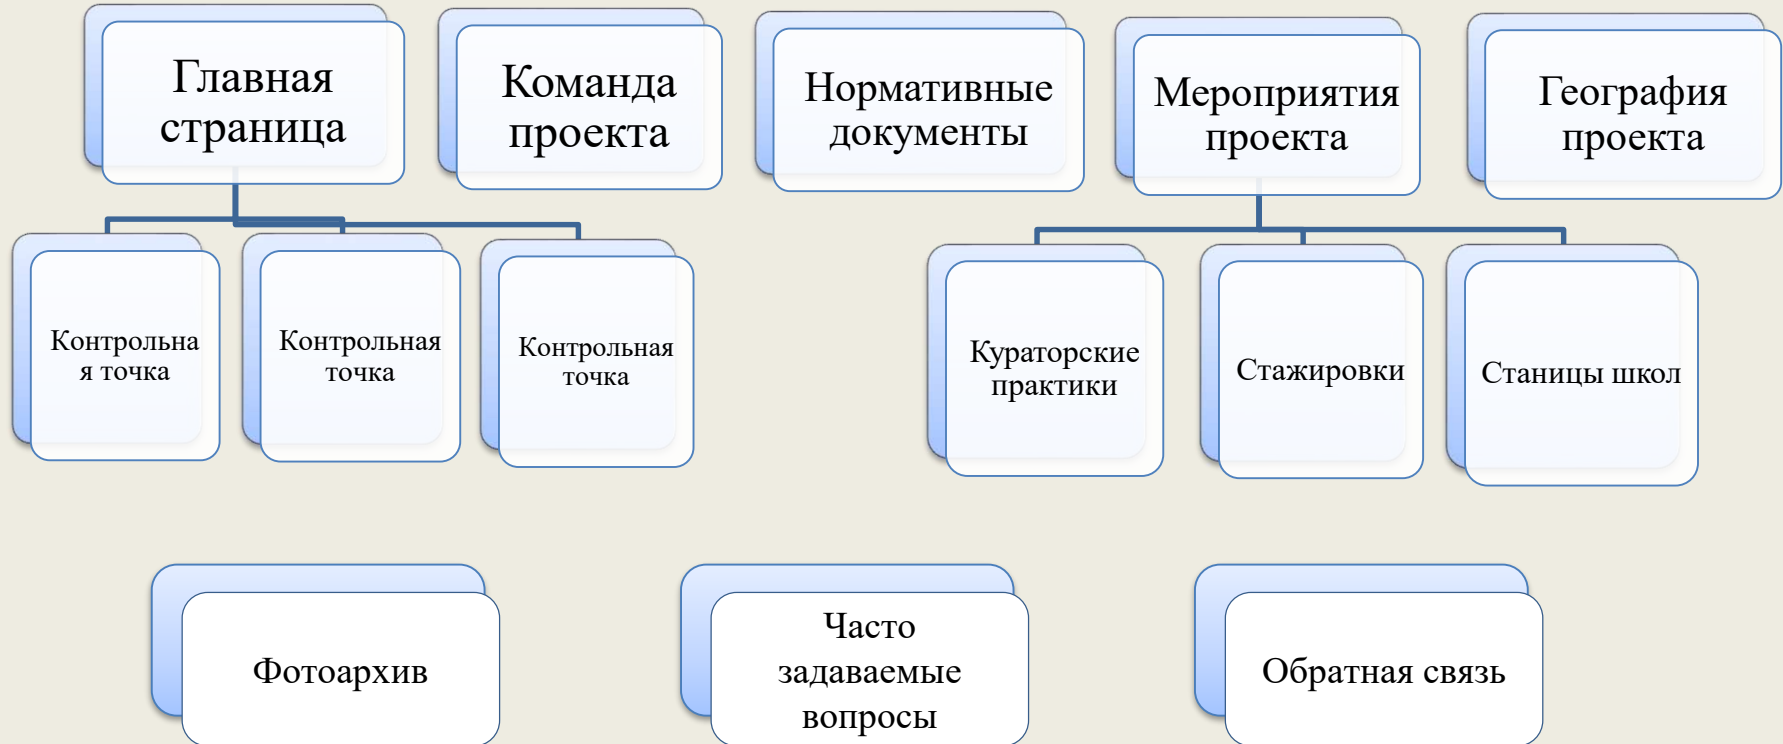 Главная
страница
Команда
проекта
Нормативные
документы
Мероприятия
проекта
География
проекта
Контрольна
я точка
Контрольная
точка
Контрольная
точка
Кураторские
практики
Стажировки
Станицы школ
Фотоархив
Часто
задаваемые
вопросы
Обратная связь